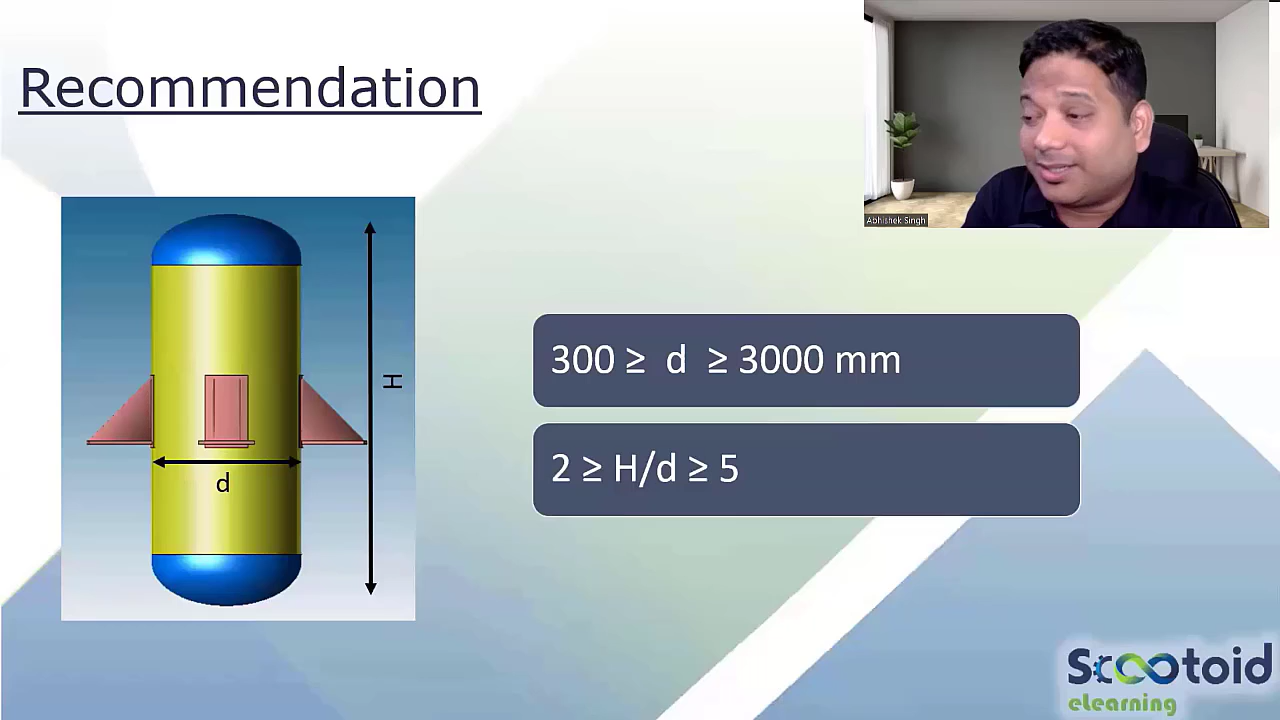 Recommendation
Abhishek Singh
H
d
300 ≥ d ≥ 3000 mm
2 ≥ H/d ≥ 5
Scootoid
elearning